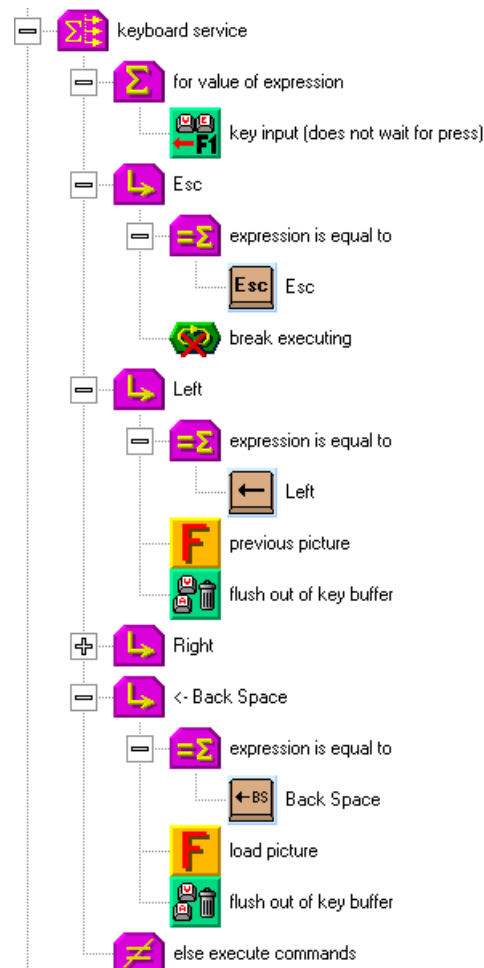 keyboard service
for value of expression
F1 key input (does not wait for press)
Esc
expression is equal to
Esc Esc
break executing
Left
expression is equal to
Left
F previous picture
flush out of key buffer
Right
<- Back Space
expression is equal to
←BS Back Space
F load picture
flush out of key buffer
else execute commands